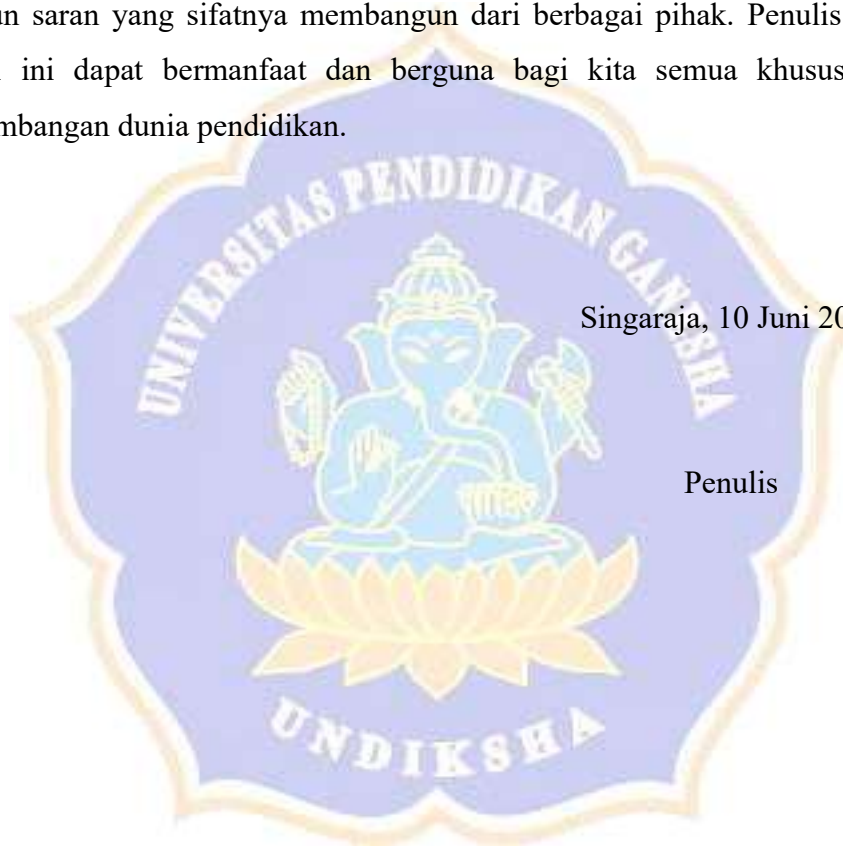 un saran yang sifatnya membangun dari berbagai pihak. Penulis
ini dapat bermanfaat dan berguna bagi kita semua khusus
mbangan dunia pendidikan.
UNIVERSITAS PENDIDIKAN GANESHA
Singaraja, 10 Juni 20
Penulis
UNDIKSHA